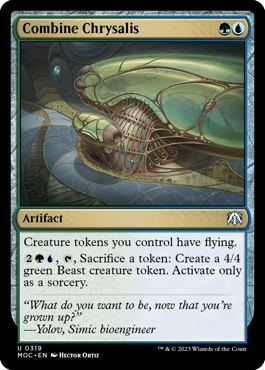 Combine Chrysalis
Artifact
Creature tokens you control have flying.
2, , Sacrifice a token: Create a 4/4
green Beast creature token. Activate only
as a sorcery.
“What do you want to be, now that you’re
grown up?”
—Yolov, Simic bioengineer
U 0319
MOC • EN Hector Ortiz
™ & © 2023 Wizards of the Coast